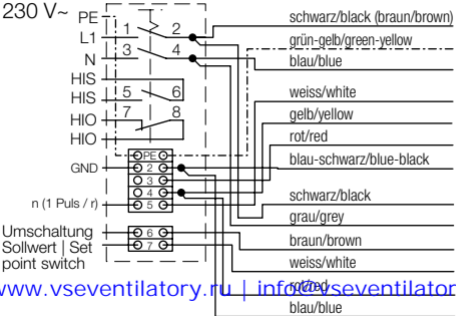 230 V~
PE
L1
N
HIS
HIS
HIO
HIO
GND
n (1 Puls / r)
Umschaltung
Sollwert | Set
point switch
1 2
3 4
5 6
7 8
PE
2
3
4
5
6
7
schwarz/black (braun/brown)
grün-gelb/green-yellow
blau/blue
weiss/white
gelb/yellow
rot/red
blau-schwarz/blue-black
schwarz/black
grau/grey
braun/brown
weiss/white
rot/red
blau/blue
www.vseventilatory.ru | info@vseventilator